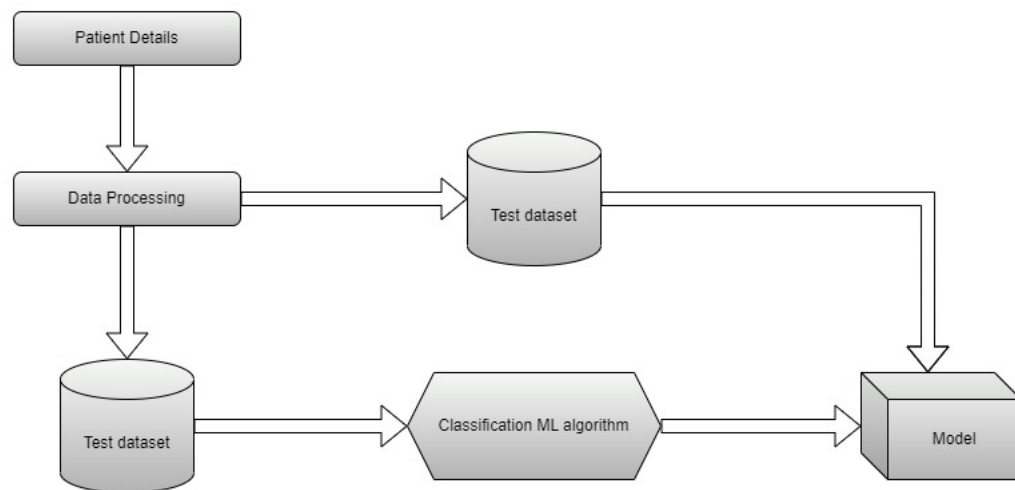 Patient Details
Data Processing
Test dataset
Test dataset
Classification ML algorithm
Model